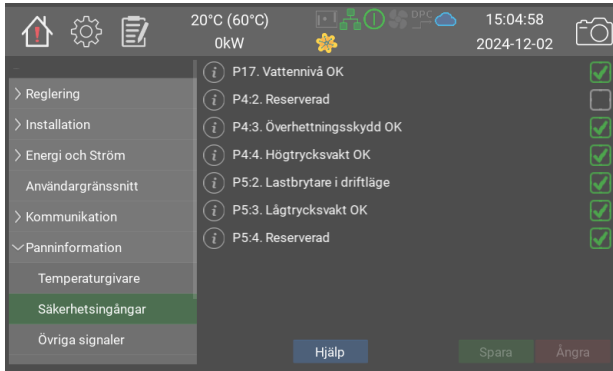 20°C (60°C)
0kW
DPC
15:04:58
2024-12-02
Reglering
Installation
Energi och Ström
Användargränssnitt
Kommunikation
Panninformation
Temperaturgivare
Säkerhetsingångar
Övriga signaler
P17. Vattennivå OK
P4:2. Reserverad
P4:3. Överhettningsskydd OK
P4:4. Högtrycksvakt OK
P5:2. Lastbrytare i driftläge
P5:3. Lågtrycksvakt OK
P5:4. Reserverad
Hjälp
Spara
Ångra